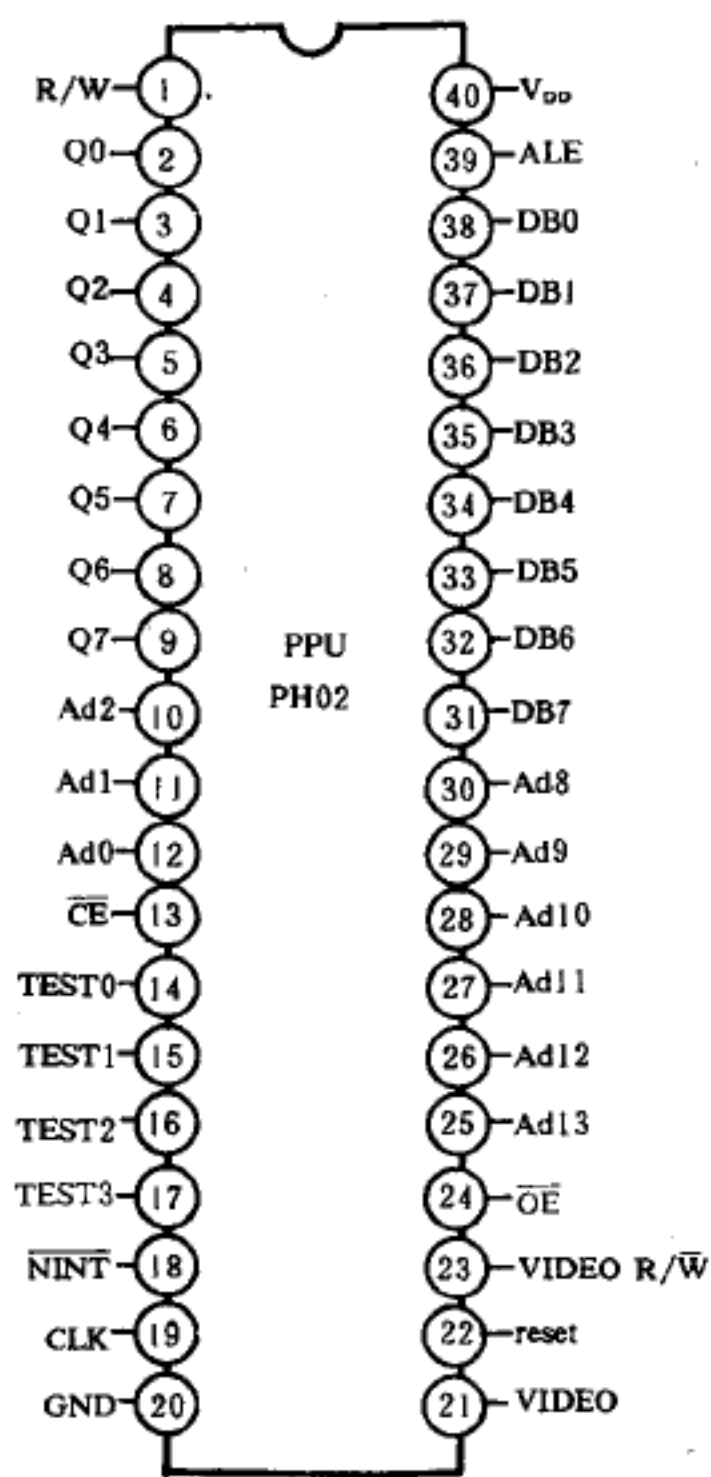 R/W 1 40 V_DD
Q0 2 39 ALE
Q1 3 38 DB0
Q2 4 37 DB1
Q3 5 36 DB2
Q4 6 35 DB3
Q5 7 34 DB4
Q6 8 33 DB5
Q7 9 32 DB6
PPU
PH02
Ad2 10 31 DB7
Ad1 11 30 Ad8
Ad0 12 29 Ad9
C̅E̅ 13 28 Ad10
TEST0 14 27 Ad11
TEST1 15 26 Ad12
TEST2 16 25 Ad13
TEST3 17 24 O̅E̅
N̅I̅N̅T̅ 18 23 VIDEO R/W̅
CLK 19 22 reset
GND 20 21 VIDEO